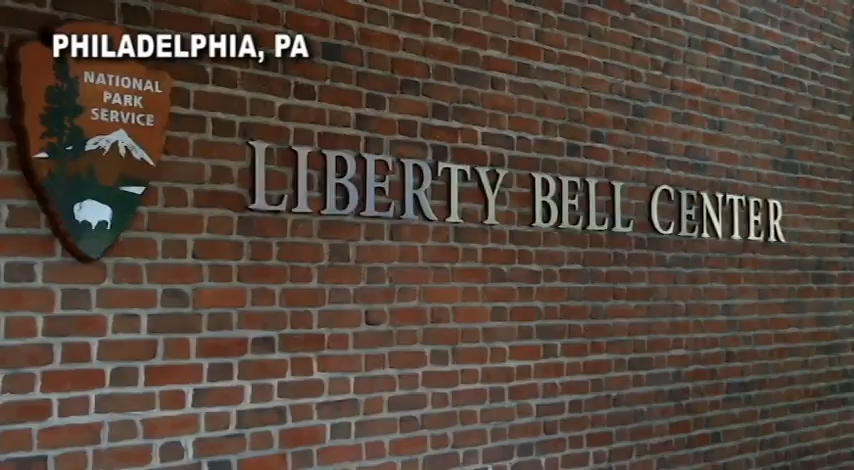 PHILADELPHIA, PA
NATIONAL
PARK
SERVICE
LIBERTY BELL CENTER